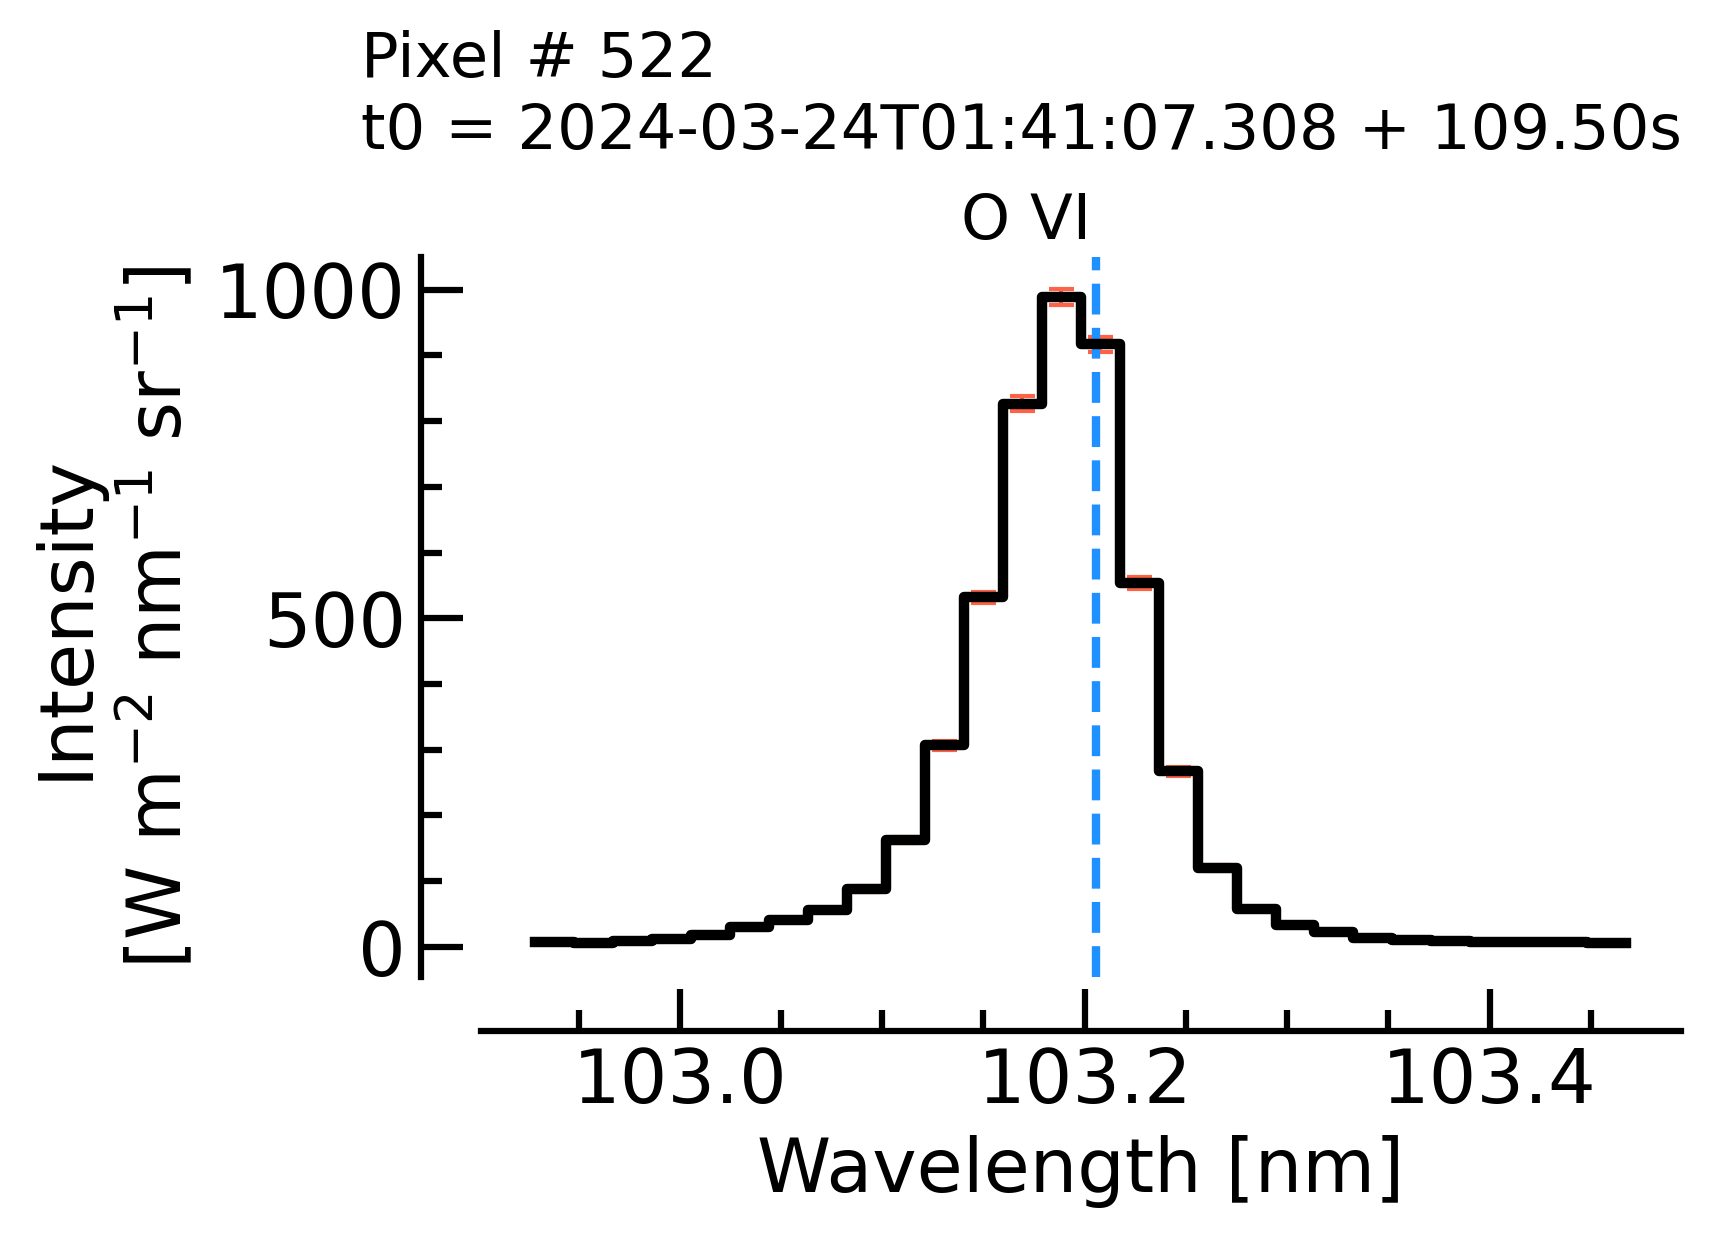 Pixel # 522
t0 = 2024-03-24T01:41:07.308 + 109.50s
O VI
1000
500
0
Intensity
[W m⁻² nm⁻¹ sr⁻¹]
103.0 103.2 103.4
Wavelength [nm]